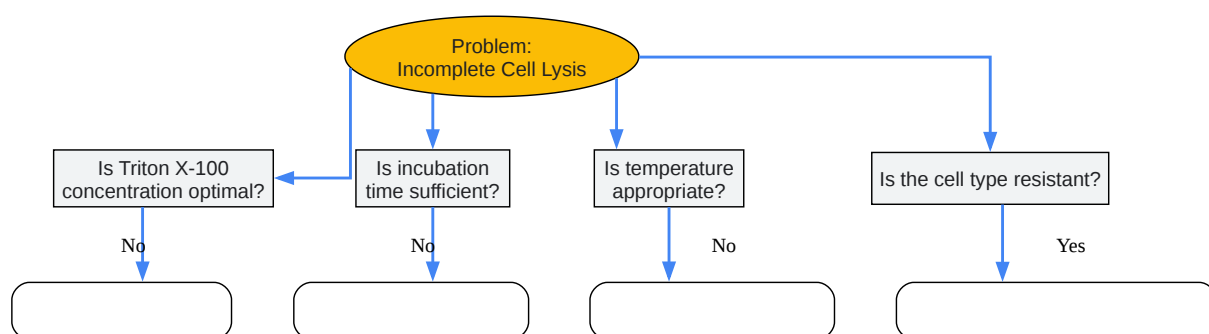 Problem:
Incomplete Cell Lysis
Is Triton X-100
concentration optimal?
Is incubation
time sufficient?
Is temperature
appropriate?
Is the cell type resistant?
No
No
No
Yes